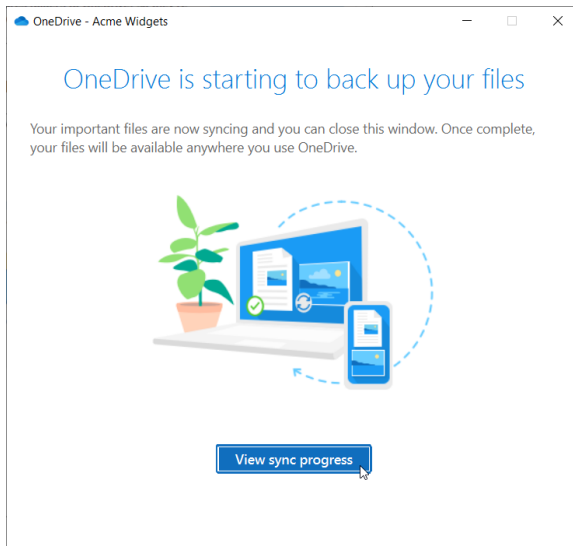 OneDrive - Acme Widgets
OneDrive is starting to back up your files
Your important files are now syncing and you can close this window. Once complete,
your files will be available anywhere you use OneDrive.
View sync progress